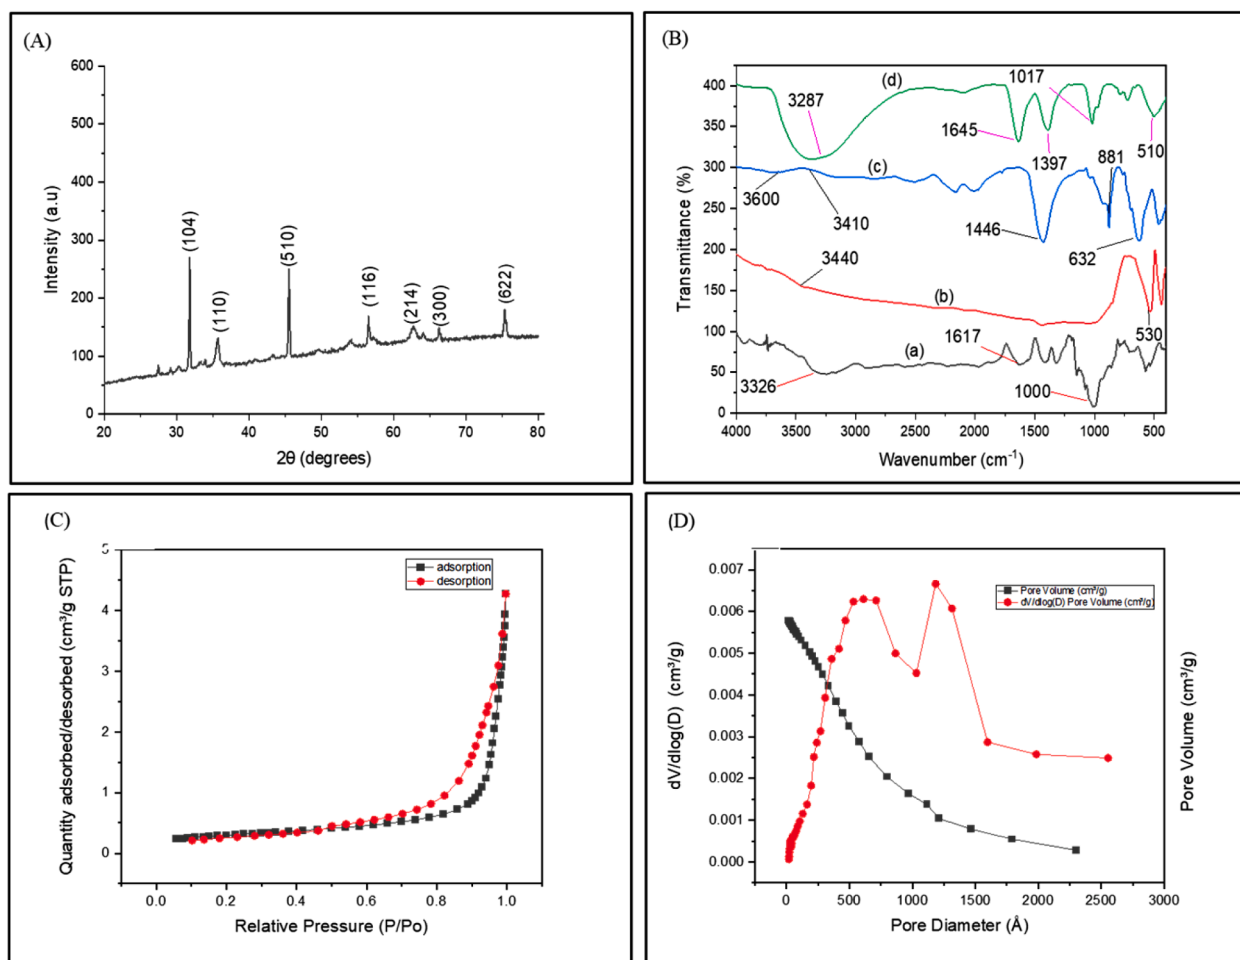 (A)
600
500
400
300
200
100
0
Intensity (a.u)
(104)
(110)
(510)
(116)
(214)
(300)
(622)
20 30 40 50 60 70 80
2θ (degrees)
(B)
400
350
300
250
200
150
100
50
0
Transmittance (%)
(d)
1017
3287
1645
1397
881
510
(c)
3600
3410
1446
632
3440
(b)
530
1617
(a)
3326
1000
4000 3500 3000 2500 2000 1500 1000 500
Wavenumber (cm⁻¹)
(C)
5
4
3
2
1
0
Quantity adsorbed/desorbed (cm³/g STP)
adsorption
desorption
0.0 0.2 0.4 0.6 0.8 1.0
Relative Pressure (P/Po)
(D)
0.007
0.006
0.005
0.004
0.003
0.002
0.001
0.000
dV/dlog(D) (cm³/g)
Pore Volume (cm³/g)
dV/dlog(D) Pore Volume (cm³/g)
Pore Volume (cm³/g)
0 500 1000 1500 2000 2500 3000
Pore Diameter (Å)